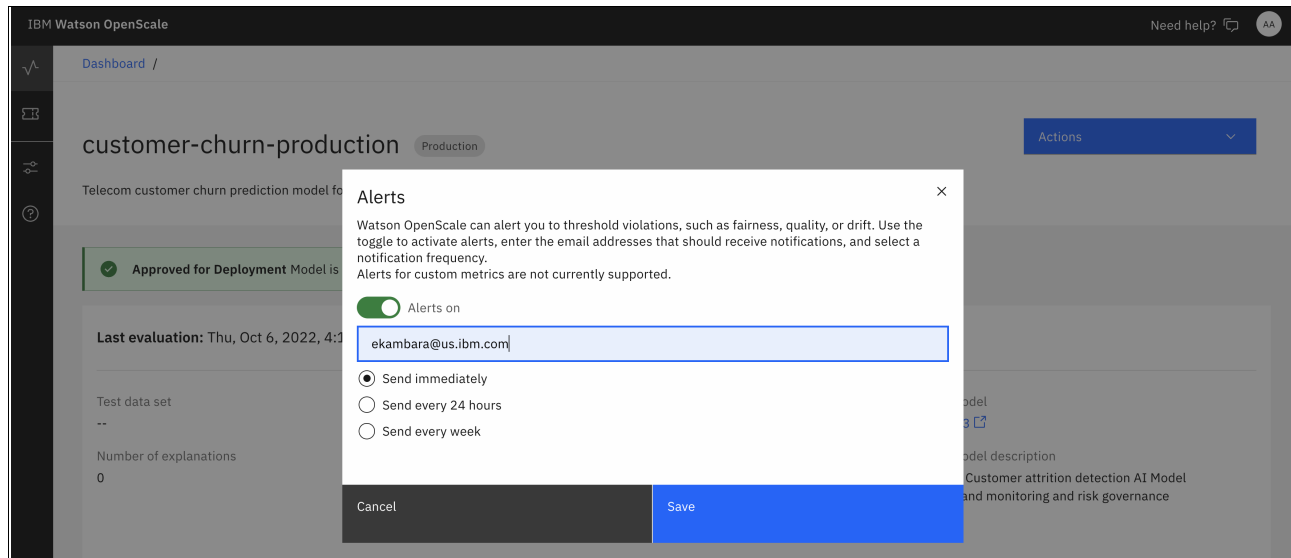 IBM Watson OpenScale
Need help?
AA
Dashboard /
customer-churn-production
Production
Actions
Telecom customer churn prediction model fo
Approved for Deployment Model is
Last evaluation: Thu, Oct 6, 2022, 4:1
Test data set
--
Number of explanations
0
Alerts
Watson OpenScale can alert you to threshold violations, such as fairness, quality, or drift. Use the
toggle to activate alerts, enter the email addresses that should receive notifications, and select a
notification frequency.
Alerts for custom metrics are not currently supported.
Alerts on
ekambara@us.ibm.com
Send immediately
Send every 24 hours
Send every week
Cancel
Save
odel
3
odel description
Customer attrition detection AI Model
and monitoring and risk governance